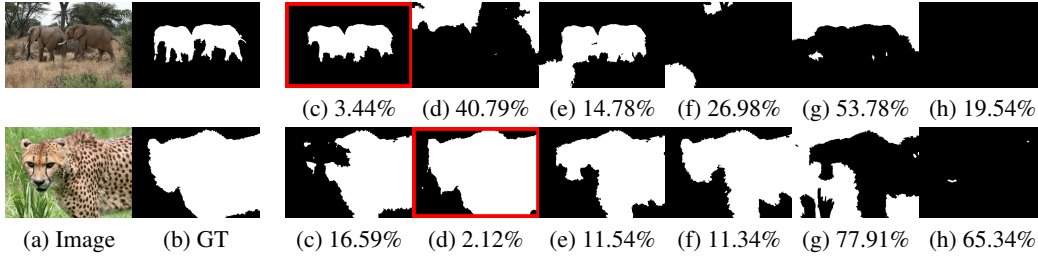 (c) 3.44% (d) 40.79% (e) 14.78% (f) 26.98% (g) 53.78% (h) 19.54%
(a) Image (b) GT (c) 16.59% (d) 2.12% (e) 11.54% (f) 11.34% (g) 77.91% (h) 65.34%